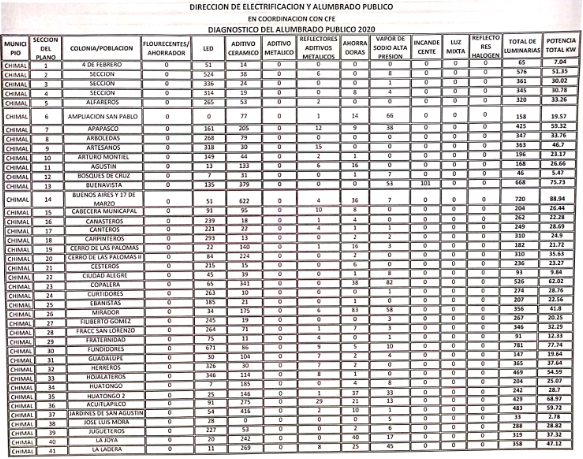 DIRECCION DE ELECTRIFICACION Y ALUMBRADO PUBLICO
EN COORDINACION CON CFE
DIAGNOSTICO DEL ALUMBRADO PUBLICO 2020
MUNICIPIO SECCION DEL PLANO COLONIA/POBLACION FLOURECENTES/AHORRADOR LED ADITIVO CERAMICO ADITIVO METALICO REFLECTORES ADITIVOS METALICOS AHORRADORAS VAPOR DE SODIO ALTA PRESION INCANDECENTE LUZ MIXTA REFLECTORES HALOGEN TOTAL DE LUMINARIAS POTENCIA TOTAL KW
CHIMAL 1 4 DE FEBRERO 0 51 14 0 0 0 0 0 0 0 65 7.04
CHIMAL 2 SECCION 0 524 38 0 6 0 8 0 0 0 576 51.35
CHIMAL 3 SECCION 0 336 24 0 0 0 1 0 0 0 361 30.02
CHIMAL 4 SECCION 0 314 19 0 0 8 4 0 0 0 345 30.78
CHIMAL 5 ALFAREROS 0 265 53 0 2 0 0 0 0 0 320 33.26
CHIMAL 6 AMPLIACION SAN PABLO 0 0 77 0 1 14 66 0 0 0 158 19.57
CHIMAL 7 APAPASCO 0 161 205 0 12 9 38 0 0 0 425 59.32
CHIMAL 8 ARBOLEDAS 0 268 79 0 0 0 0 0 0 0 347 33.76
CHIMAL 9 ARTESANOS 0 318 30 0 15 0 0 0 0 0 363 46.7
CHIMAL 10 ARTURO MONTIEL 0 149 44 0 2 1 0 0 0 0 196 23.17
CHIMAL 11 AGUSTIN 0 13 133 0 6 16 0 0 0 0 168 26.66
CHIMAL 12 BOSQUES DE CRUZ 0 7 31 0 0 1 7 0 0 0 46 5.47
CHIMAL 13 BUENAVISTA 0 135 379 0 0 0 53 101 0 0 668 75.73
CHIMAL 14 BUENOS AIRES Y 17 DE MARZO 0 51 622 0 4 36 7 0 0 0 720 88.94
CHIMAL 15 CABECERA MUNICAPAL 0 91 95 0 10 8 0 0 0 0 204 26.44
CHIMAL 16 CANASTEROS 0 239 18 0 1 4 0 0 0 0 262 22.28
CHIMAL 17 CANTEROS 0 221 22 0 4 1 1 0 0 0 249 28.69
CHIMAL 18 CARPINTEROS 0 293 13 0 0 2 2 0 0 0 310 24.9
CHIMAL 19 CERRO DE LAS PALOMAS 0 22 140 0 1 16 3 0 0 0 182 21.72
CHIMAL 20 CERRO DE LAS PALOMAS II 0 84 224 0 0 2 0 0 0 0 310 35.63
CHIMAL 21 CESTEROS 0 215 15 0 6 0 0 0 0 0 236 23.27
CHIMAL 22 CIUDAD ALEGRE 0 45 39 0 0 1 8 0 0 0 93 9.84
CHIMAL 23 COPALERA 0 65 341 0 0 38 82 0 0 0 526 62.02
CHIMAL 24 CURTIDORES 0 263 10 0 0 0 1 0 0 0 274 28.76
CHIMAL 25 EBANISTAS 0 185 21 0 1 0 0 0 0 0 207 22.56
CHIMAL 26 MIRADOR 0 34 175 0 6 83 58 0 0 0 356 41.8
CHIMAL 27 FILIBERTO GOMEZ 0 245 19 0 0 0 3 0 0 0 267 20.25
CHIMAL 28 FRACC SAN LORENZO 0 264 71 0 1 7 3 0 0 0 346 32.29
CHIMAL 29 FRATERNIDAD 0 75 11 0 4 0 1 0 0 0 91 12.33
CHIMAL 30 FUNDIDORES 0 671 86 0 9 5 10 0 0 0 781 77.74
CHIMAL 31 GUADALUPE 0 30 104 0 7 2 4 0 0 0 147 19.64
CHIMAL 32 HERREROS 0 326 30 0 7 2 0 0 0 0 365 37.64
CHIMAL 33 HOJALATEROS 0 346 114 0 8 1 0 0 0 0 469 54.59
CHIMAL 34 HUATONGO 0 7 185 0 0 4 8 0 0 0 204 25.07
CHIMAL 35 HUATONGO 2 0 25 146 0 1 37 33 0 0 0 242 28.7
CHIMAL 36 ACUITLAPILCO 0 91 275 0 29 21 13 0 0 0 429 68.97
CHIMAL 37 JARDINES DE SAN AGUSTIN 0 54 416 0 2 10 1 0 0 0 483 59.72
CHIMAL 38 JOSE LUIS MORA 0 28 0 0 0 0 5 0 0 0 33 2.78
CHIMAL 39 JUGUETEROS 0 227 53 0 0 2 6 0 0 0 288 28.82
CHIMAL 40 LA JOYA 0 20 242 0 0 40 17 0 0 0 319 37.32
CHIMAL 41 LA LADERA 0 11 269 0 8 25 45 0 0 0 358 47.12